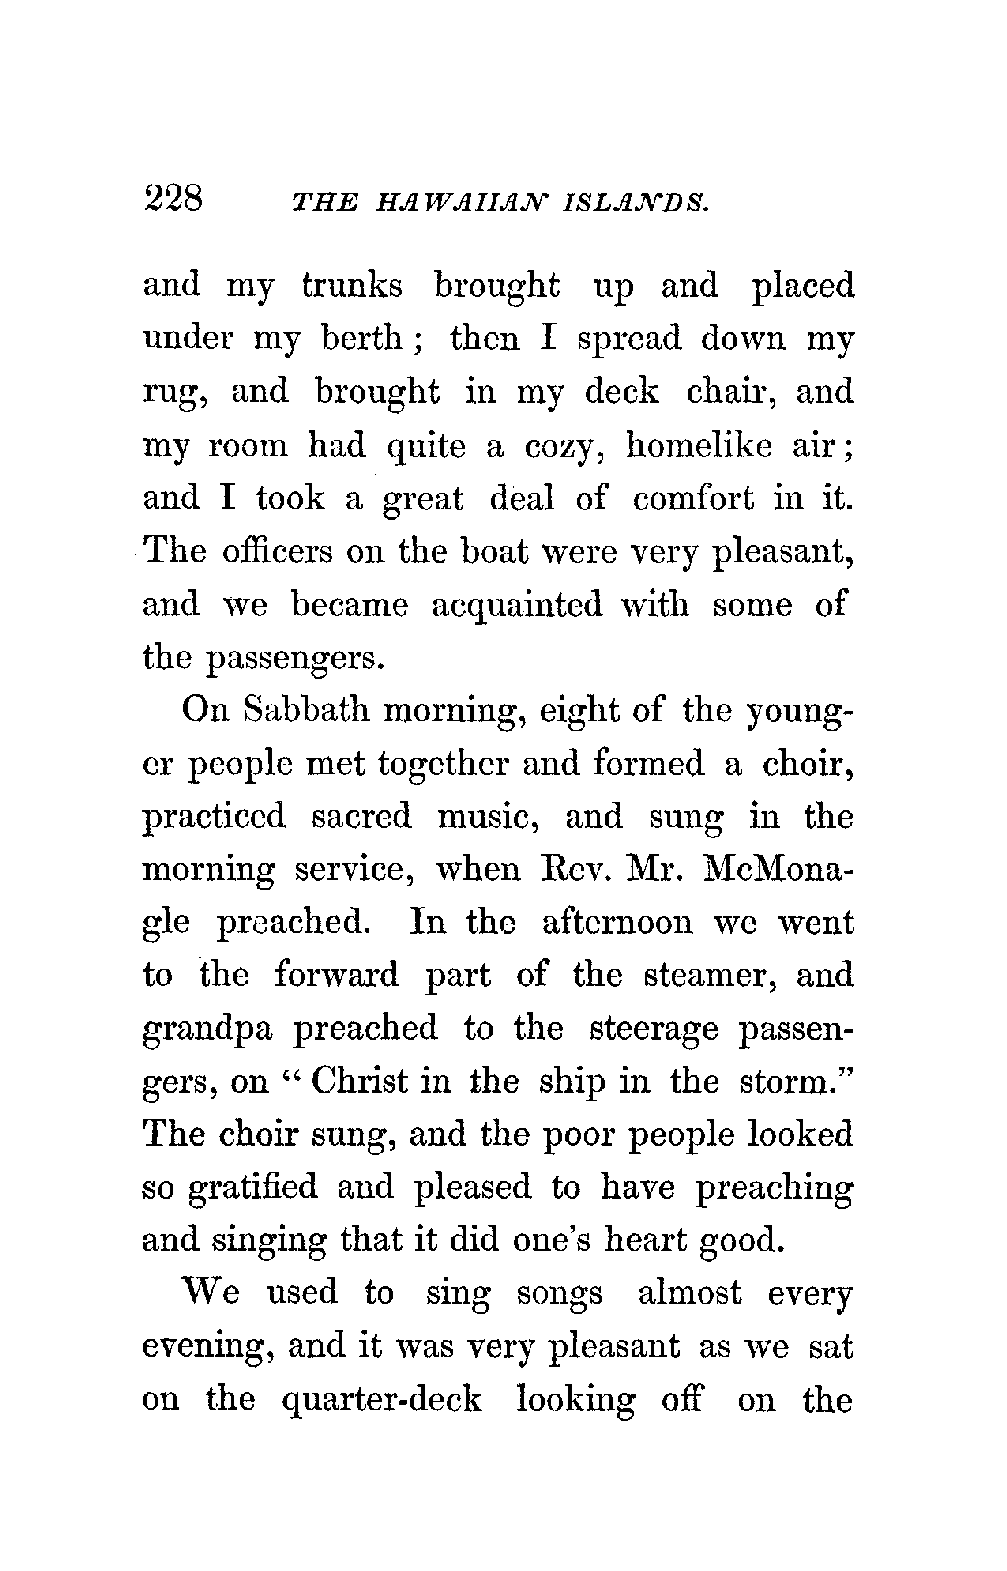 228 THE HAWAIIAN ISLANDS.
and my trunks brought up and placed
under my berth ; then I spread down my
rug, and brought in my deck chair, and
my room had quite a cozy, homelike air ;
and I took a great deal of comfort in it.
The officers on the boat were very pleasant,
and we became acquainted with some of
the passengers.
On Sabbath morning, eight of the young-
er people met together and formed a choir,
practiced sacred music, and sung in the
morning service, when Rev. Mr. McMona-
gle preached. In the afternoon we went
to the forward part of the steamer, and
grandpa preached to the steerage passen-
gers, on “ Christ in the ship in the storm.”
The choir sung, and the poor people looked
so gratified and pleased to have preaching
and singing that it did one's heart good.
We used to sing songs almost every
evening, and it was very pleasant as we sat
on the quarter-deck looking off on the